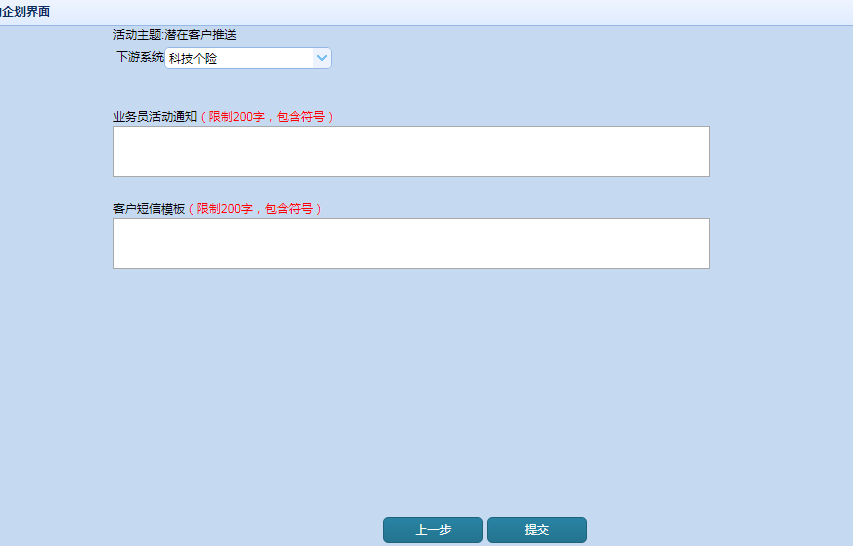 企划界面
活动主题:潜在客户推送
下游系统 科技个险
业务员活动通知（限制200字，包含符号）
客户短信模板（限制200字，包含符号）
上一步 提交